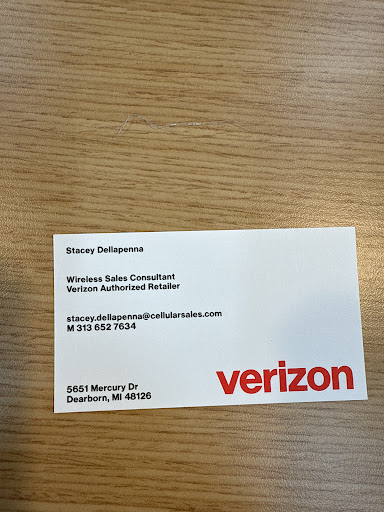 Stacey Dellapenna
Wireless Sales Consultant
Verizon Authorized Retailer
stacey.dellapenna@cellularsales.com
M 313 652 7634
5651 Mercury Dr
Dearborn, MI 48126
verizon